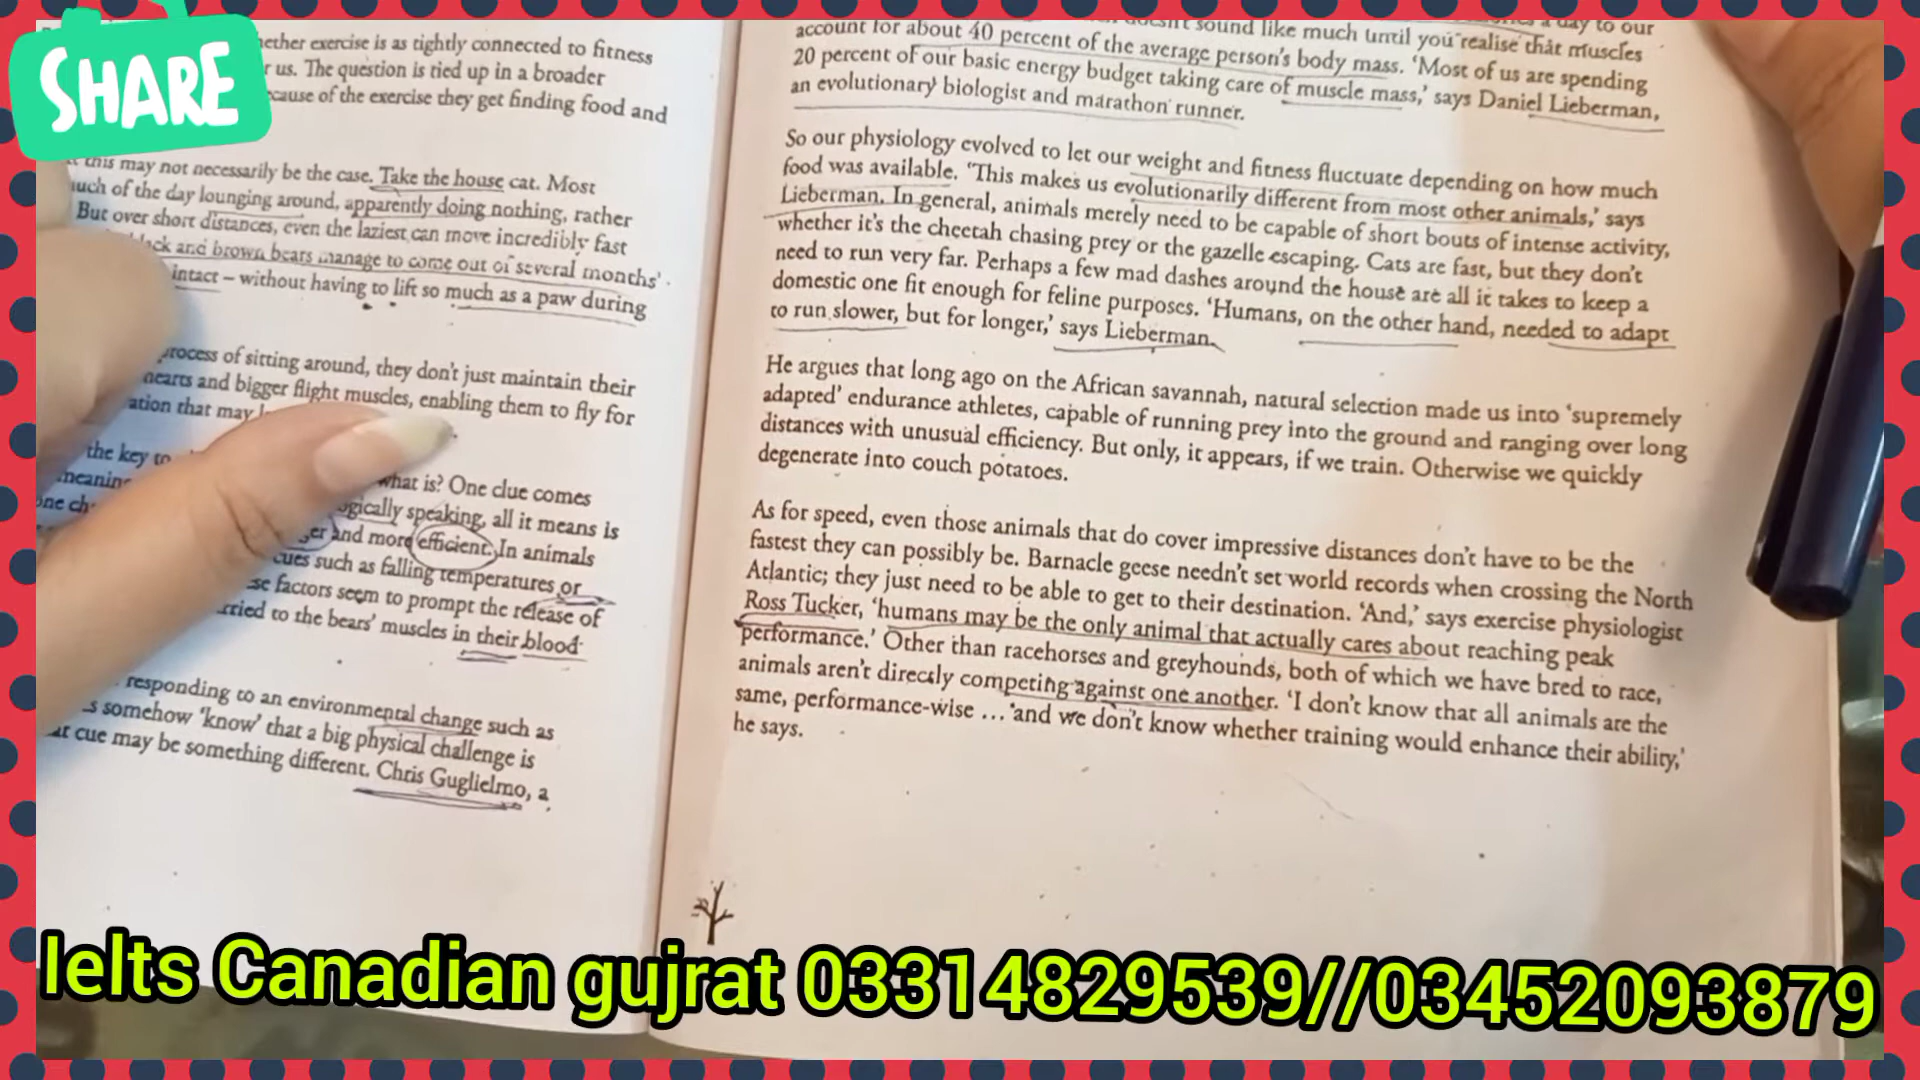 SHARE
hether exercise is as tightly connected to fitness
r us. The question is tied up in a broader
cause of the exercise they get finding food and
this may not necessarily be the case. Take the house cat. Most
uch of the day lounging around, apparently doing nothing, rather
But over short distances, even the laziest can move incredibly fast
black and brown bears manage to come out of several months'
intact – without having to lift so much as a paw during
process of sitting around, they don't just maintain their
hearts and bigger flight muscles, enabling them to fly for
ation that may
the key to what is? One clue comes
ogically speaking, all it means is
ger and more efficient. In animals
cues such as falling temperatures or
se factors seem to prompt the release of
rried to the bears' muscles in their blood
responding to an environmental change such as
s somehow 'know' that a big physical challenge is
at cue may be something different. Chris Guglielmo, a
a day to our
doesn't sound like much until you realise that muscles
account for about 40 percent of the average person's body mass. 'Most of us are spending
20 percent of our basic energy budget taking care of muscle mass,' says Daniel Lieberman,
an evolutionary biologist and marathon runner.
So our physiology evolved to let our weight and fitness fluctuate depending on how much
food was available. 'This makes us evolutionarily different from most other animals,' says
Lieberman. In general, animals merely need to be capable of short bouts of intense activity,
whether it's the cheetah chasing prey or the gazelle escaping. Cats are fast, but they don't
need to run very far. Perhaps a few mad dashes around the house are all it takes to keep a
domestic one fit enough for feline purposes. 'Humans, on the other hand, needed to adapt
to run slower, but for longer,' says Lieberman.
He argues that long ago on the African savannah, natural selection made us into 'supremely
adapted' endurance athletes, capable of running prey into the ground and ranging over long
distances with unusual efficiency. But only, it appears, if we train. Otherwise we quickly
degenerate into couch potatoes.
As for speed, even those animals that do cover impressive distances don't have to be the
fastest they can possibly be. Barnacle geese needn't set world records when crossing the North
Atlantic; they just need to be able to get to their destination. 'And,' says exercise physiologist
Ross Tucker, 'humans may be the only animal that actually cares about reaching peak
performance.' Other than racehorses and greyhounds, both of which we have bred to race,
animals aren't directly competing against one another. 'I don't know that all animals are the
same, performance-wise ... and we don't know whether training would enhance their ability,'
he says.
Ielts Canadian gujrat 03314829539//03452093879